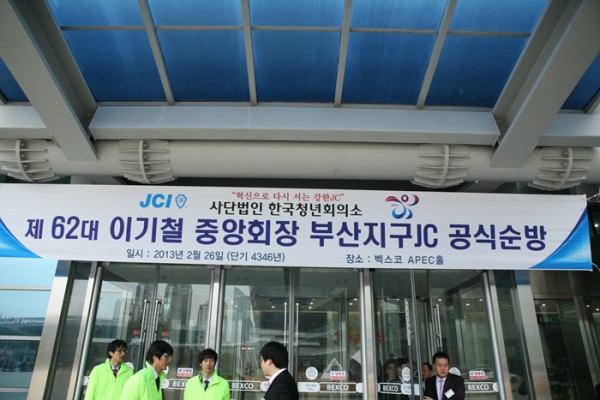 JCI
"혁신으로 다시 서는 강한JC"
사단법인 한국청년회의소
제 62대 이기철 중앙회장 부산지구JC 공식순방
일시 : 2013년 2월 26일 (단기 4346년)
장소 : 벡스코 APEC홀
BEXCO
BEXCO
BEXCO
BEXCO